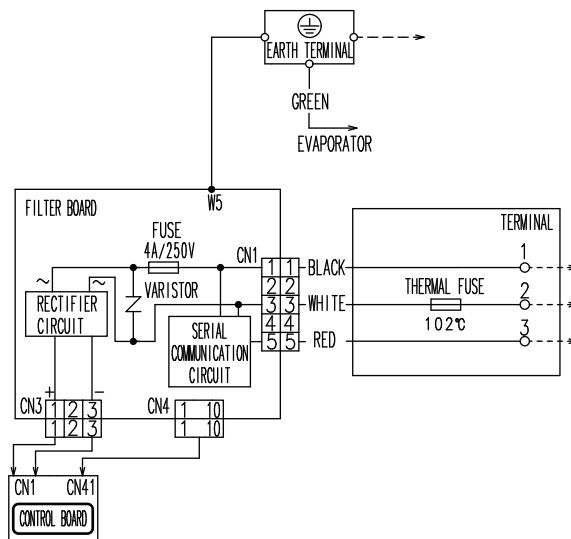 EARTH TERMINAL
GREEN
EVAPORATOR
W5
FILTER BOARD
FUSE
4A/250V
CN1
TERMINAL
1
1 1
BLACK
~
~
VARISTOR
2 2
THERMAL FUSE
2
RECTIFIER
CIRCUIT
3 3
WHITE
102℃
SERIAL
COMMUNICATION
CIRCUIT
4 4
3
5 5
RED
+
-
CN3
1 2 3
1 2 3
CN4
1 10
1 10
CN1
CN41
CONTROL BOARD